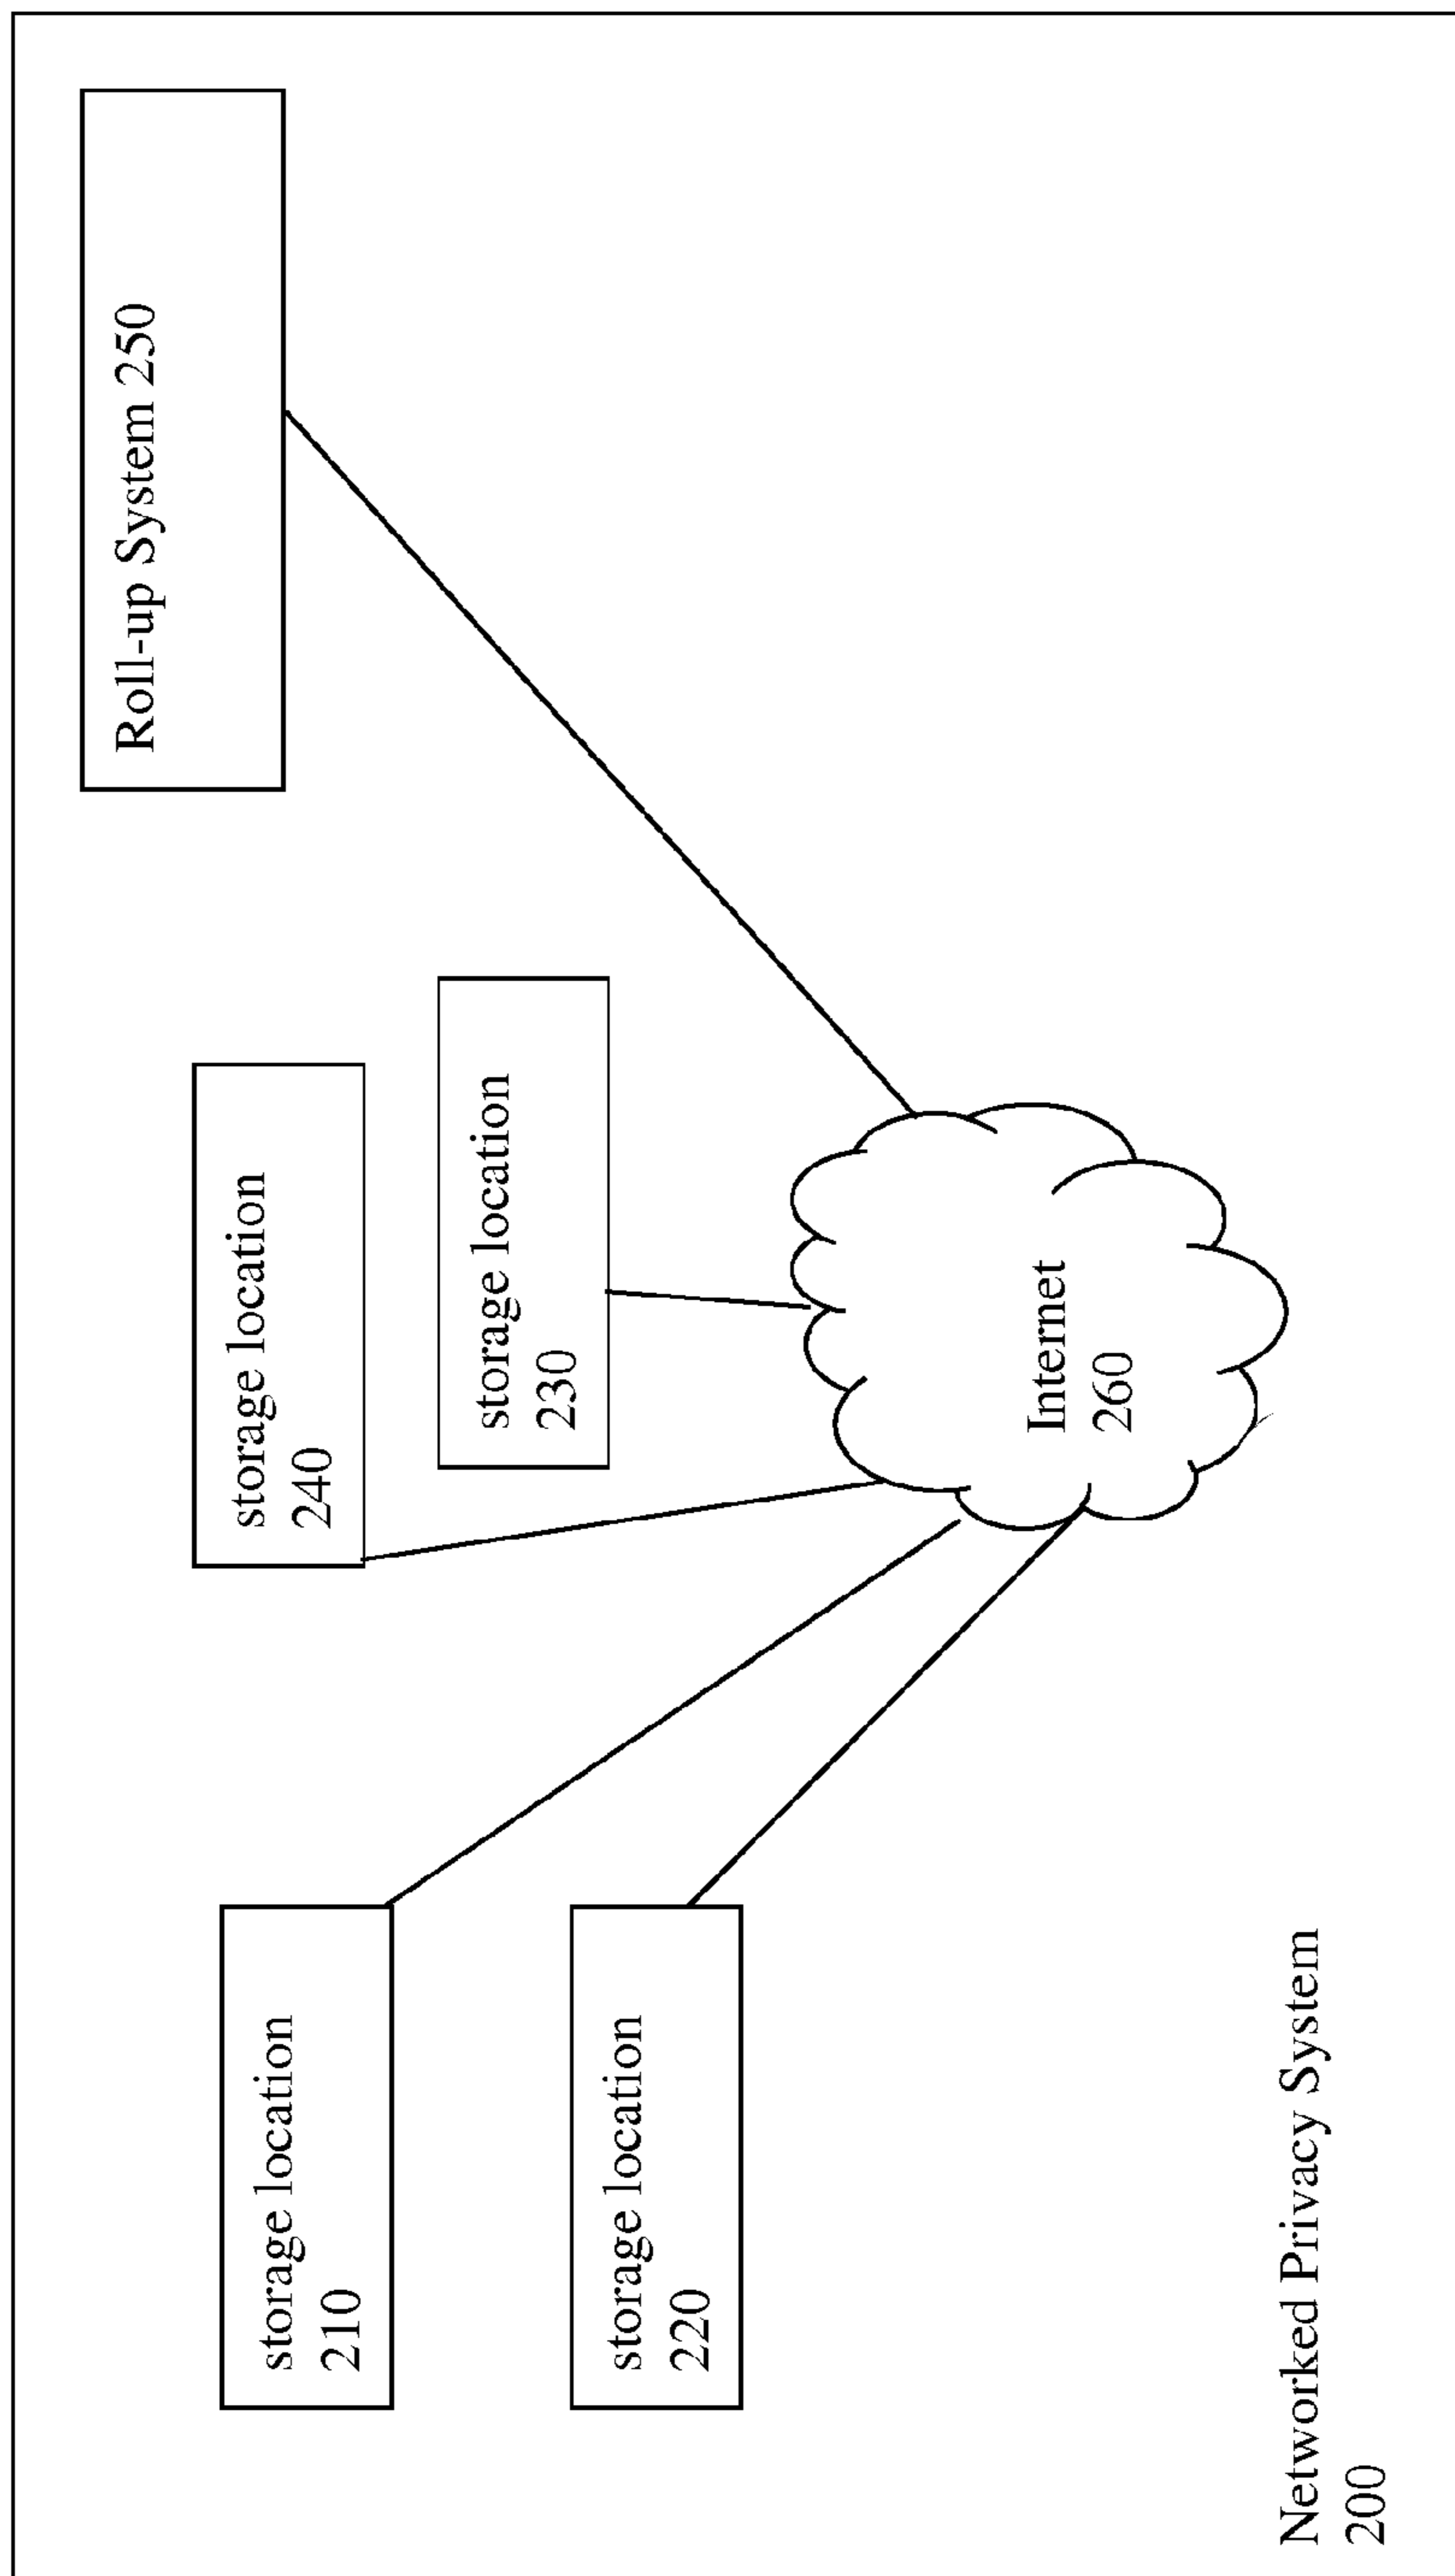 Roll-up System 250
storage location
240
storage location
210
storage location
230
storage location
220
Internet
260
Networked Privacy System
200